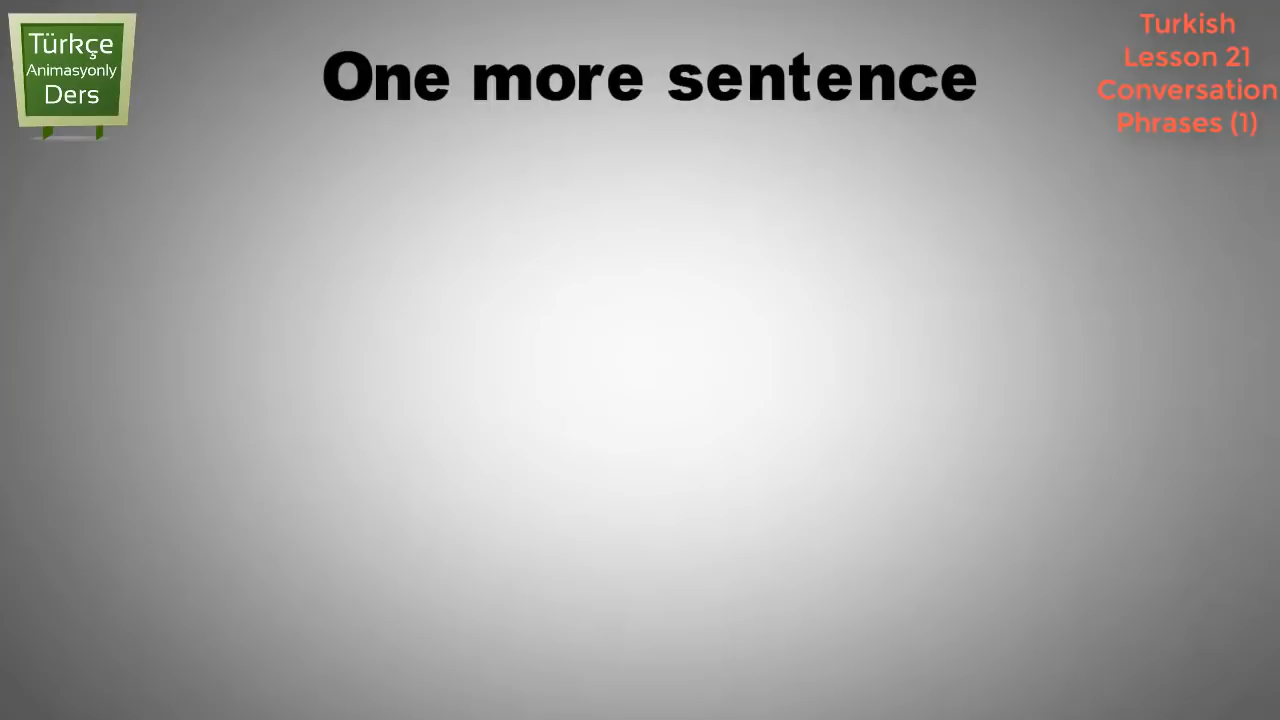 Türkçe
Animasyonly
Ders
One more sentence
Turkish
Lesson 21
Conversation
Phrases (1)